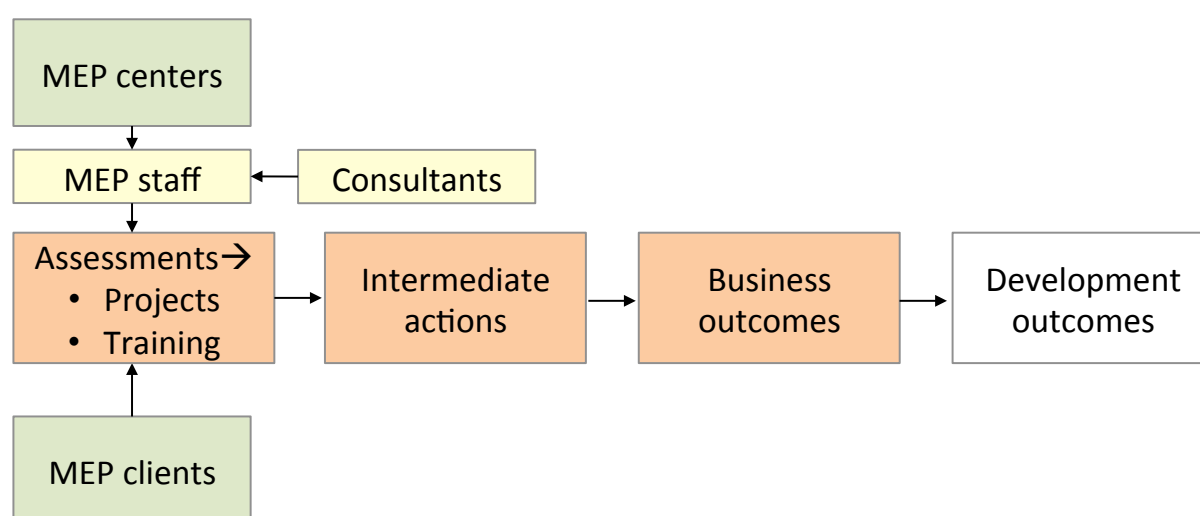 MEP centers
MEP staff
Consultants
Assessments→
• Projects
• Training
Intermediate
actions
Business
outcomes
Development
outcomes
MEP clients